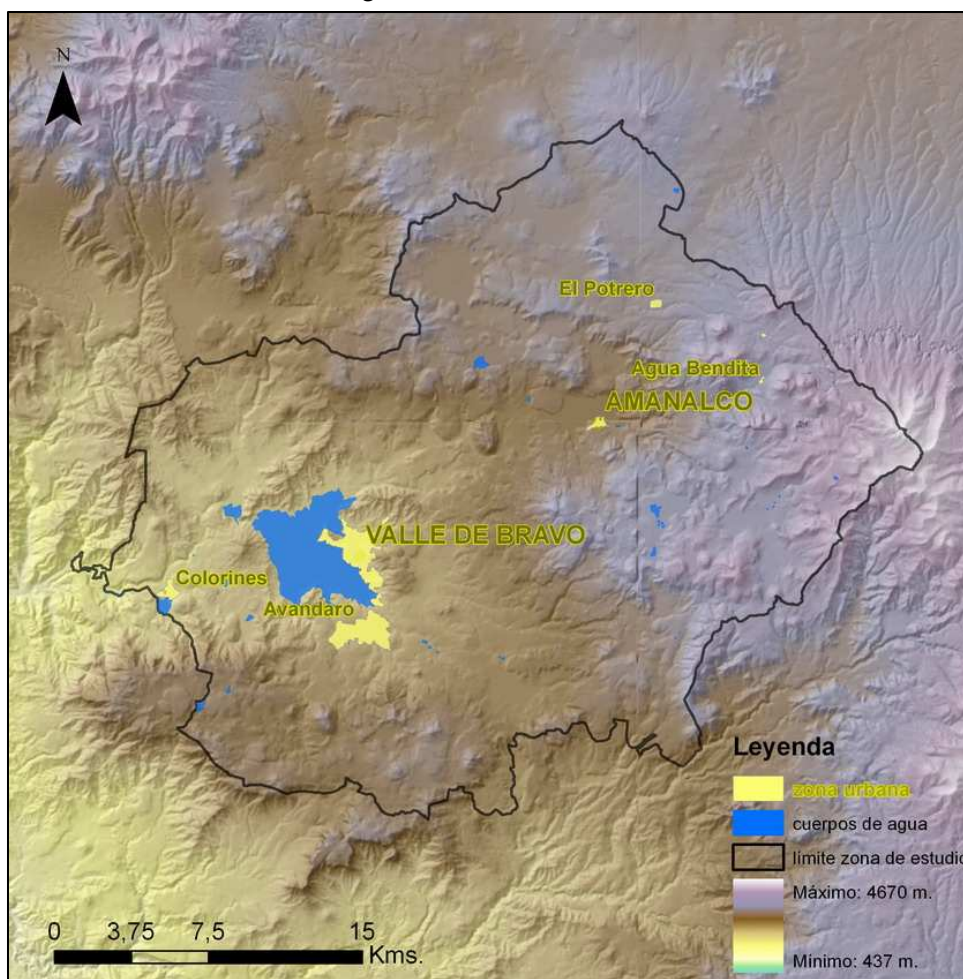 N
El Potrero
Agua Bendita
AMANALCO
VALLE DE BRAVO
Colorines
Avandaro
Leyenda
zona urbana
cuerpos de agua
límite zona de estudio
Máximo: 4670 m.
Mínimo: 437 m.
0 3,75 7,5 15
Kms.